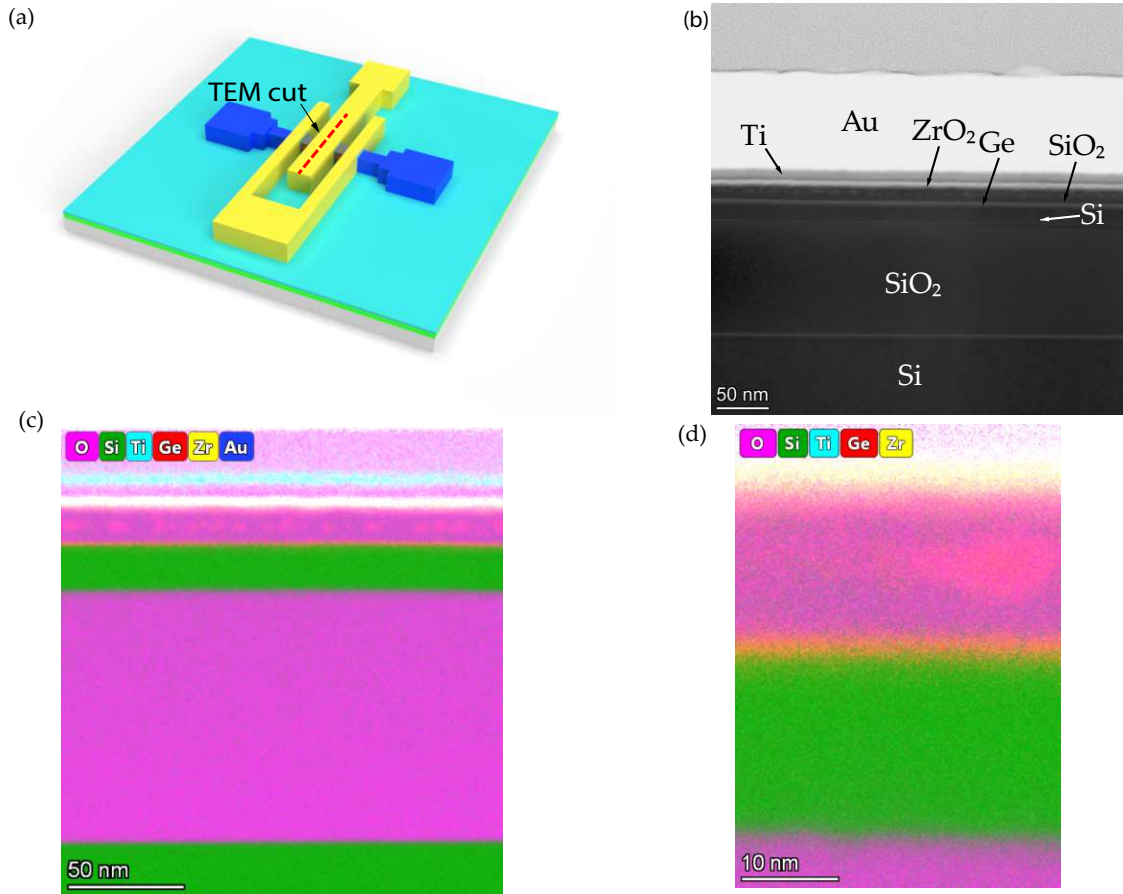 (a)
TEM cut
(b)
Ti
Au
ZrO₂
Ge
SiO₂
Si
SiO₂
Si
50 nm
(c)
O Si Ti Ge Zr Au
50 nm
(d)
O Si Ti Ge Zr
10 nm